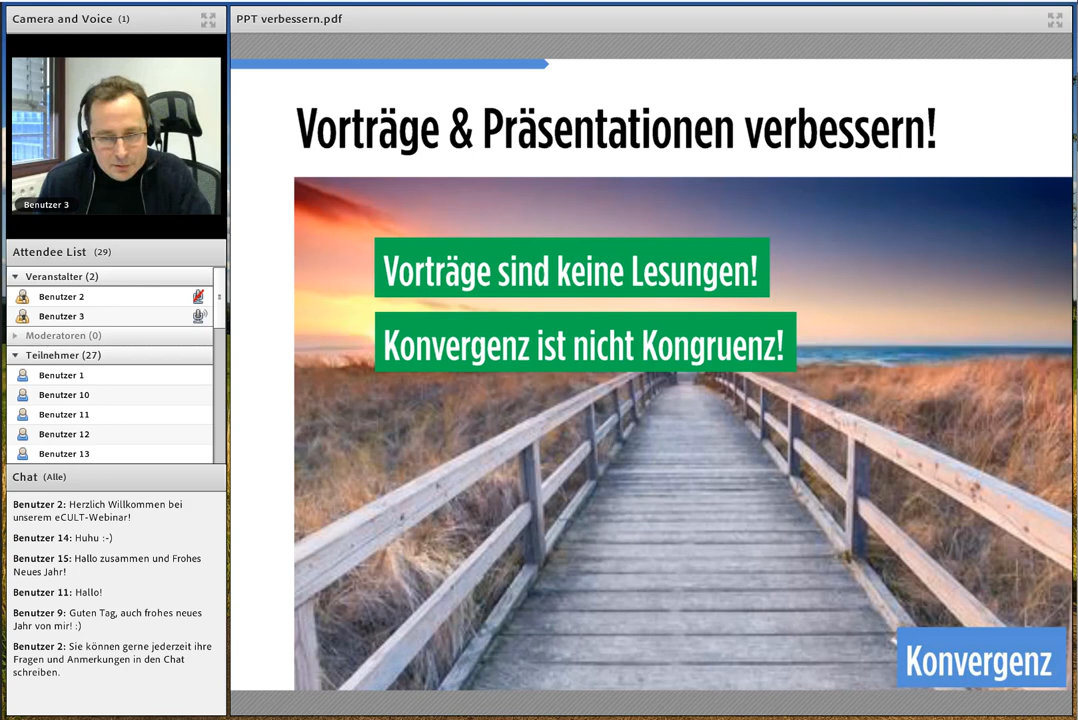 Camera and Voice (1)
Benutzer 3
Attendee List (29)
Veranstalter (2)
Benutzer 2
Benutzer 3
Moderatoren (0)
Teilnehmer (27)
Benutzer 1
Benutzer 10
Benutzer 11
Benutzer 12
Benutzer 13
Chat (Alle)
Benutzer 2: Herzlich Willkommen bei
unserem eCULT-Webinar!
Benutzer 14: Huhu :-)
Benutzer 15: Hallo zusammen und Frohes
Neues Jahr!
Benutzer 11: Hallo!
Benutzer 9: Guten Tag, auch frohes neues
Jahr von mir! :)
Benutzer 2: Sie können gerne jederzeit ihre
Fragen und Anmerkungen in den Chat
schreiben.
PPT verbessern.pdf
Vorträge & Präsentationen verbessern!
Vorträge sind keine Lesungen!
Konvergenz ist nicht Kongruenz!
Konvergenz